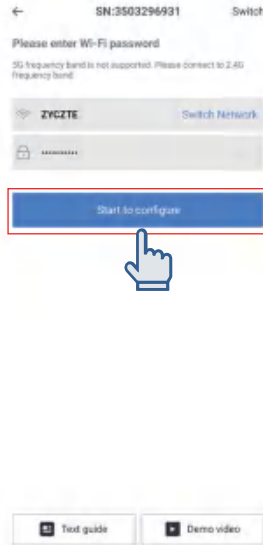 SN:3503296931 Switch
Please enter Wi-Fi password
5G frequency band is not supported. Please connect to 2.4G
frequency band
ZYCZTE Switch Network
••••••••••
Start to configure
Text guide Demo video